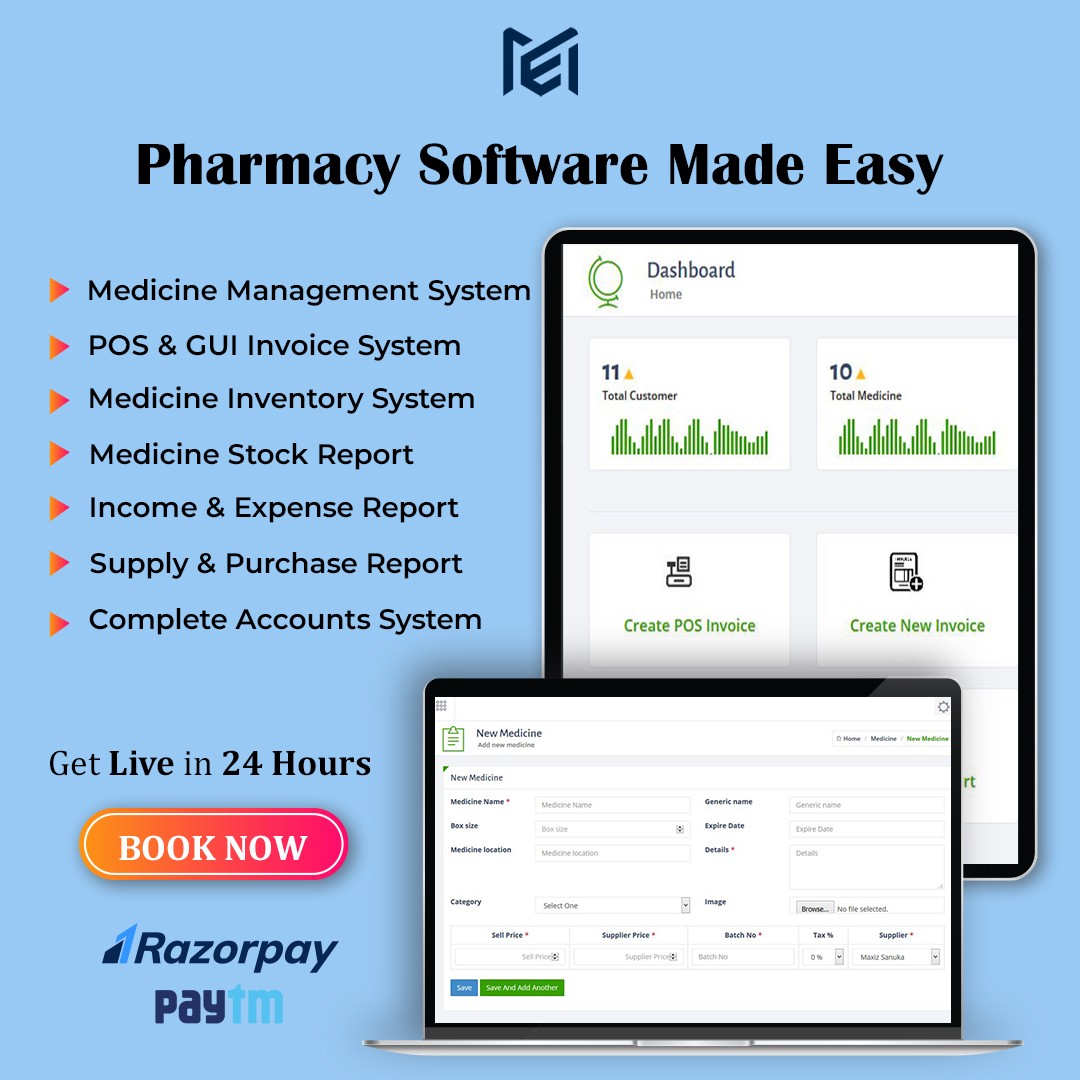 Pharmacy Software Made Easy
Medicine Management System
POS & GUI Invoice System
Medicine Inventory System
Medicine Stock Report
Income & Expense Report
Supply & Purchase Report
Complete Accounts System
Get Live in 24 Hours
BOOK NOW
Razorpay
paytm
Dashboard
Home
11
Total Customer
10
Total Medicine
Create POS Invoice
Create New Invoice
rt
New Medicine
Add new medicine
Home / Medicine / New Medicine
New Medicine
Medicine Name * Medicine Name Generic name Generic name
Box size Box size Expire Date Expire Date
Medicine location Medicine location Details * Details
Category Select One Image Browse... No file selected.
Sell Price * Supplier Price * Batch No * Tax % Supplier *
Sell Price Supplier Price Batch No 0 % Maxiz Sanuka
Save Save And Add Another